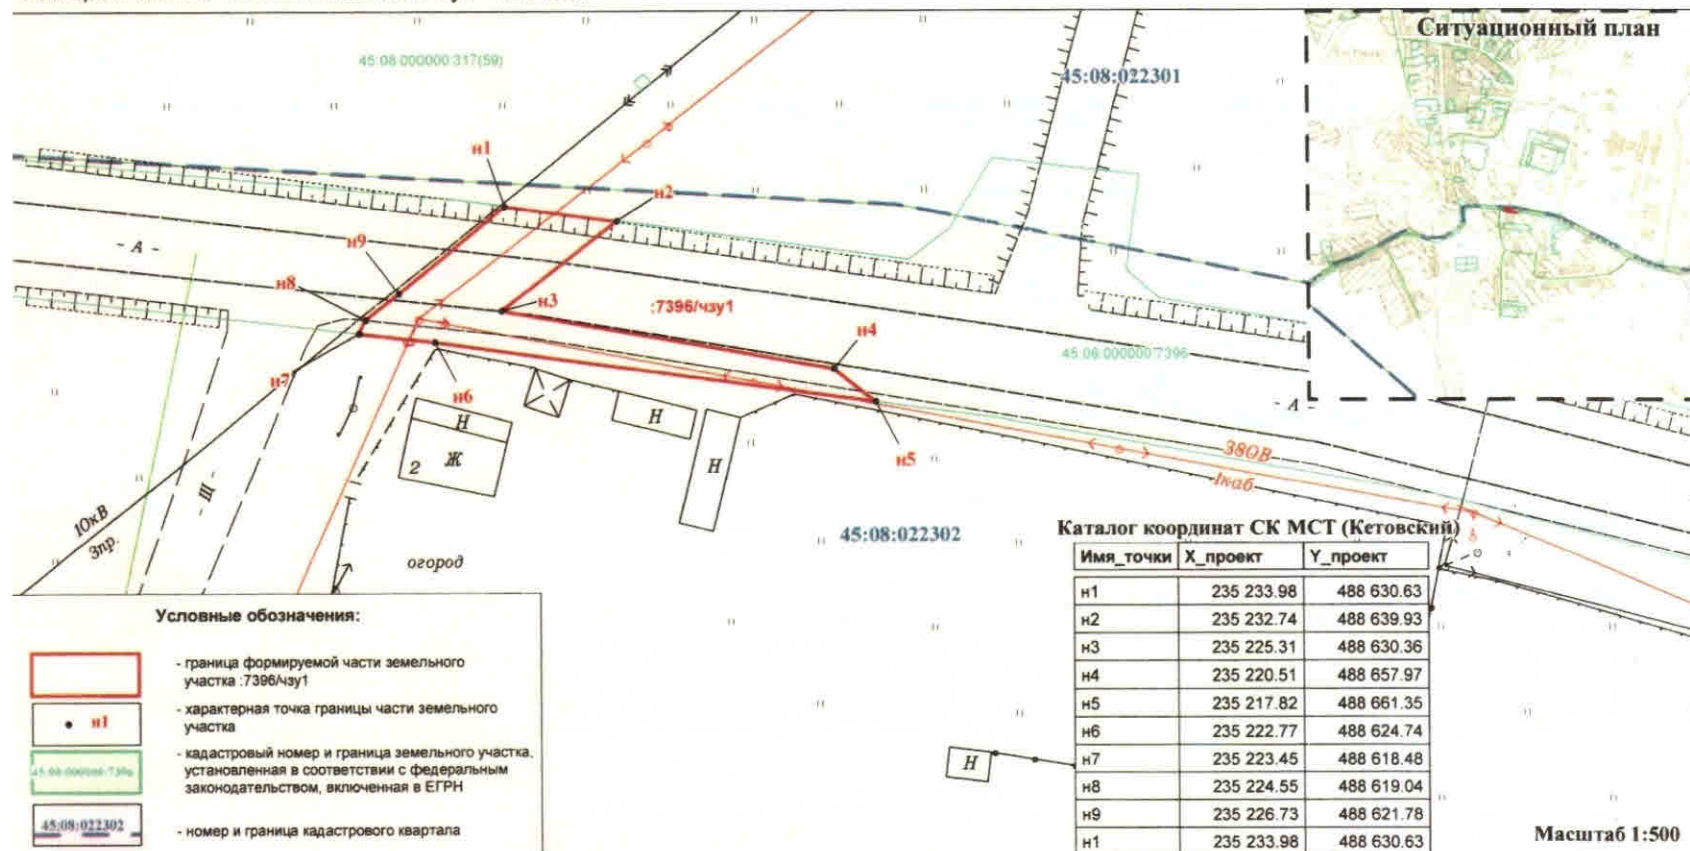 45:08:000000:317(59)
45:08:022301
Ситуационный план
н1
н2
- А -
н9
н8
н3
:7396/чзу1
н4
45:08:000000:7396
н7
н6
- А -
Н
Н
Ж
2
Н
н5
380В
1каб.
- Щ -
10кВ
3пр.
огород
45:08:022302
Н
Каталог координат СК МСТ (Кетовский)
Имя_точки X_проект Y_проект
н1 235 233.98 488 630.63
н2 235 232.74 488 639.93
н3 235 225.31 488 630.36
н4 235 220.51 488 657.97
н5 235 217.82 488 661.35
н6 235 222.77 488 624.74
н7 235 223.45 488 618.48
н8 235 224.55 488 619.04
н9 235 226.73 488 621.78
н1 235 233.98 488 630.63
Масштаб 1:500
Условные обозначения:
- граница формируемой части земельного
участка :7396/чзу1
н1
- характерная точка границы части земельного
участка
45:08:000000:7396
- кадастровый номер и граница земельного участка,
установленная в соответствии с федеральным
законодательством, включенная в ЕГРН
45:08:022302
- номер и граница кадастрового квартала